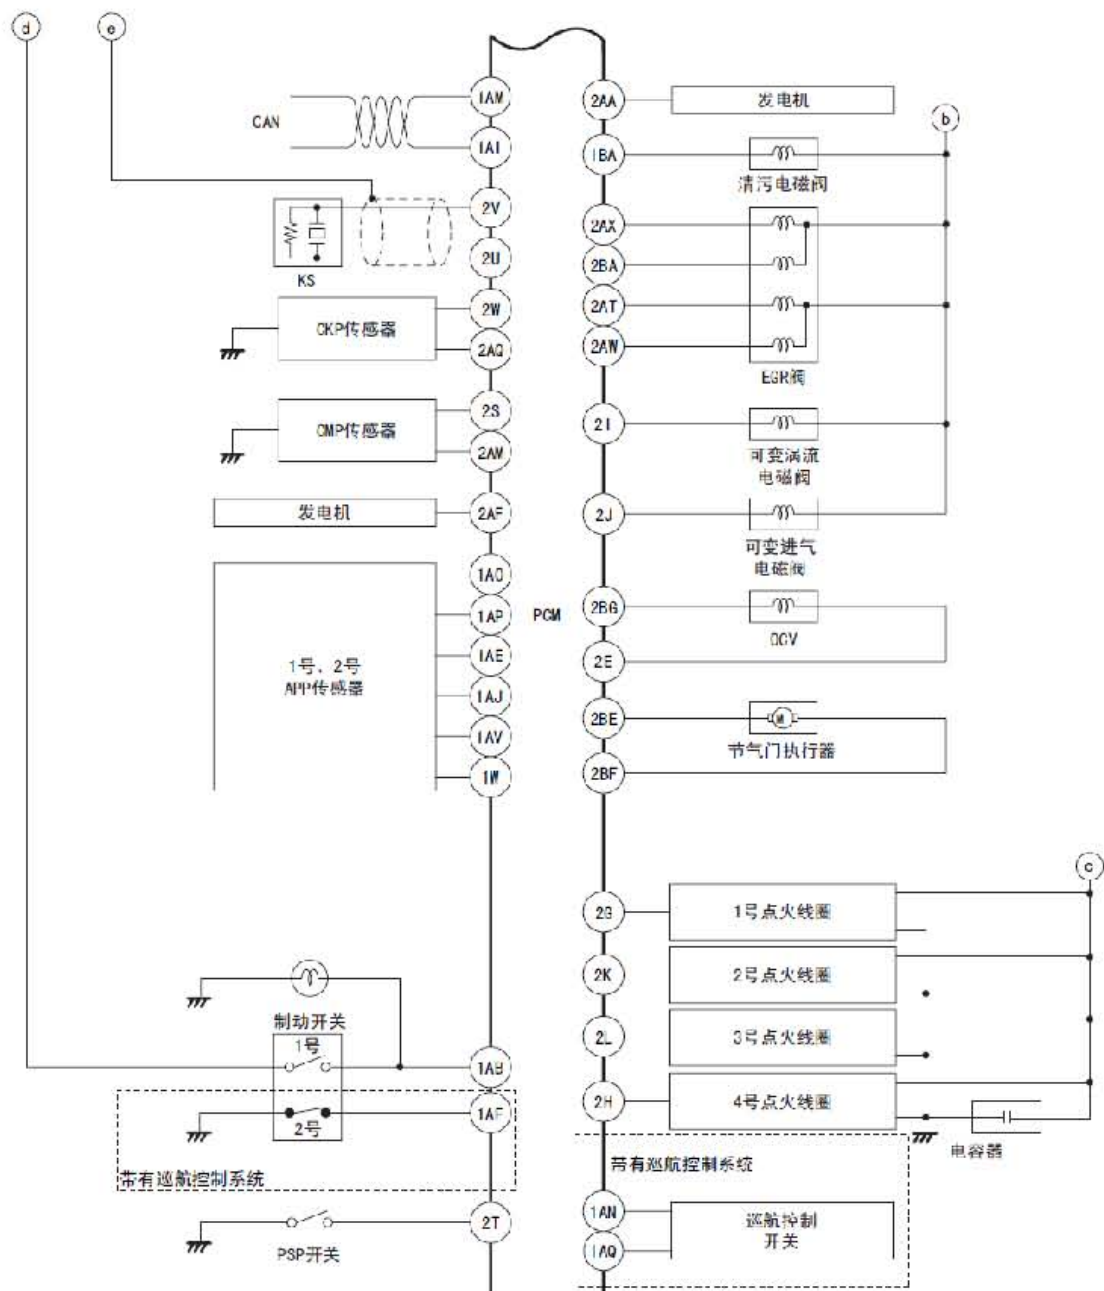 d
e
CAN
1AM
1AI
2AA
发电机
b
1BA
清污电磁阀
2V
2U
KS
2AX
2BA
2AT
2AW
EGR阀
CKP传感器
2W
2AQ
CMP传感器
2S
2AM
2I
可变涡流
电磁阀
发电机
2AF
2J
可变进气
电磁阀
1号、2号
APP传感器
1AO
1AP
1AE
1AJ
1AV
1W
PCM
2BG
OCV
2E
2BE
M
节气门执行器
2BF
c
2G
1号点火线圈
2K
2号点火线圈
2L
3号点火线圈
2H
4号点火线圈
电容器
制动开关
1号
1AB
2号
1AF
带有巡航控制系统
带有巡航控制系统
PSP开关
2T
1AN
1AQ
巡航控制
开关